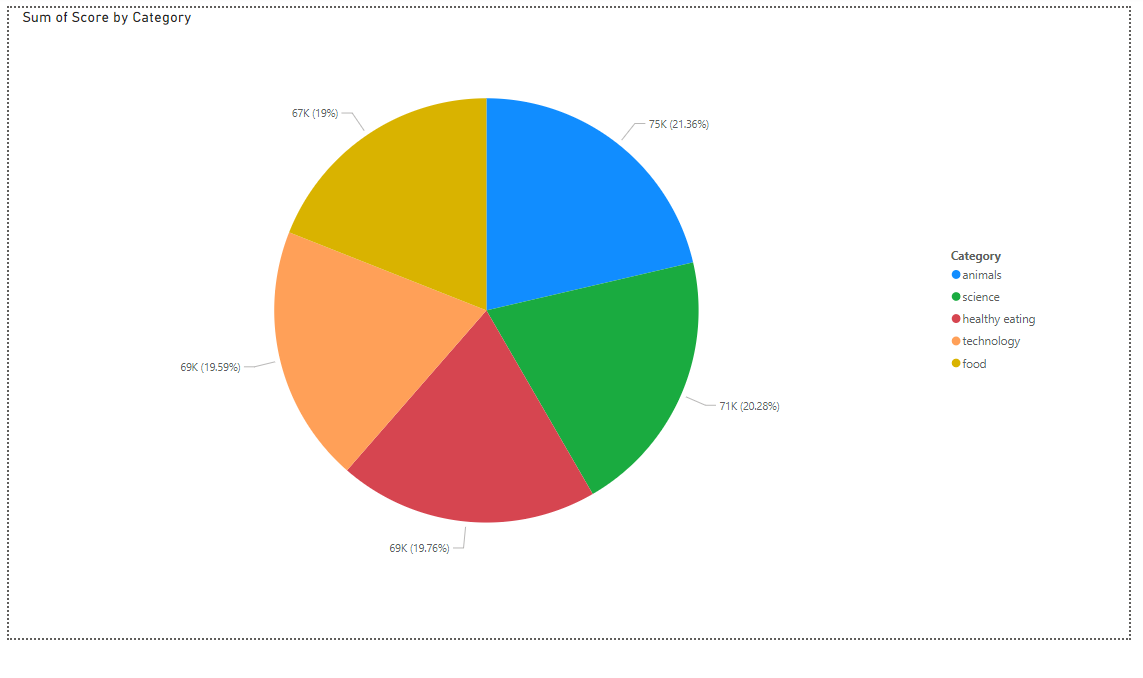 Sum of Score by Category
67K (19%)
75K (21.36%)
69K (19.59%)
71K (20.28%)
69K (19.76%)
Category
animals
science
healthy eating
technology
food